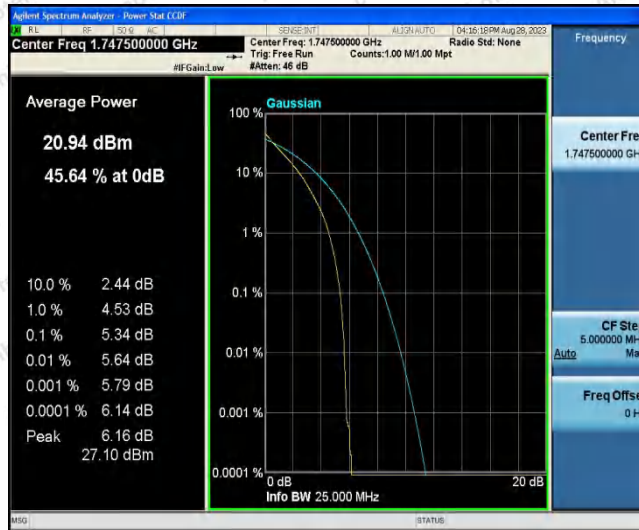 Agilent Spectrum Analyzer - Power Stat CCDF
RL RF 50 Ω AC SENSE:INT ALIGN AUTO 04:16:18 PM Aug 28, 2023
Center Freq 1.747500000 GHz
Center Freq: 1.747500000 GHz Radio Std: None
Trig: Free Run Counts:1.00 M/1.00 Mpt
#IFGain:Low #Atten: 46 dB
Frequency
Average Power
20.94 dBm
45.64 % at 0dB
10.0 % 2.44 dB
1.0 % 4.53 dB
0.1 % 5.34 dB
0.01 % 5.64 dB
0.001 % 5.79 dB
0.0001 % 6.14 dB
Peak 6.16 dB
27.10 dBm
Gaussian
100 %
10 %
1 %
0.1 %
0.01 %
0.001 %
0.0001 %
0 dB 20 dB
Info BW 25.000 MHz
Center Fre
1.747500000 GH
CF Ste
5.000000 MH
Auto Ma
Freq Offse
0 H
MSG STATUS